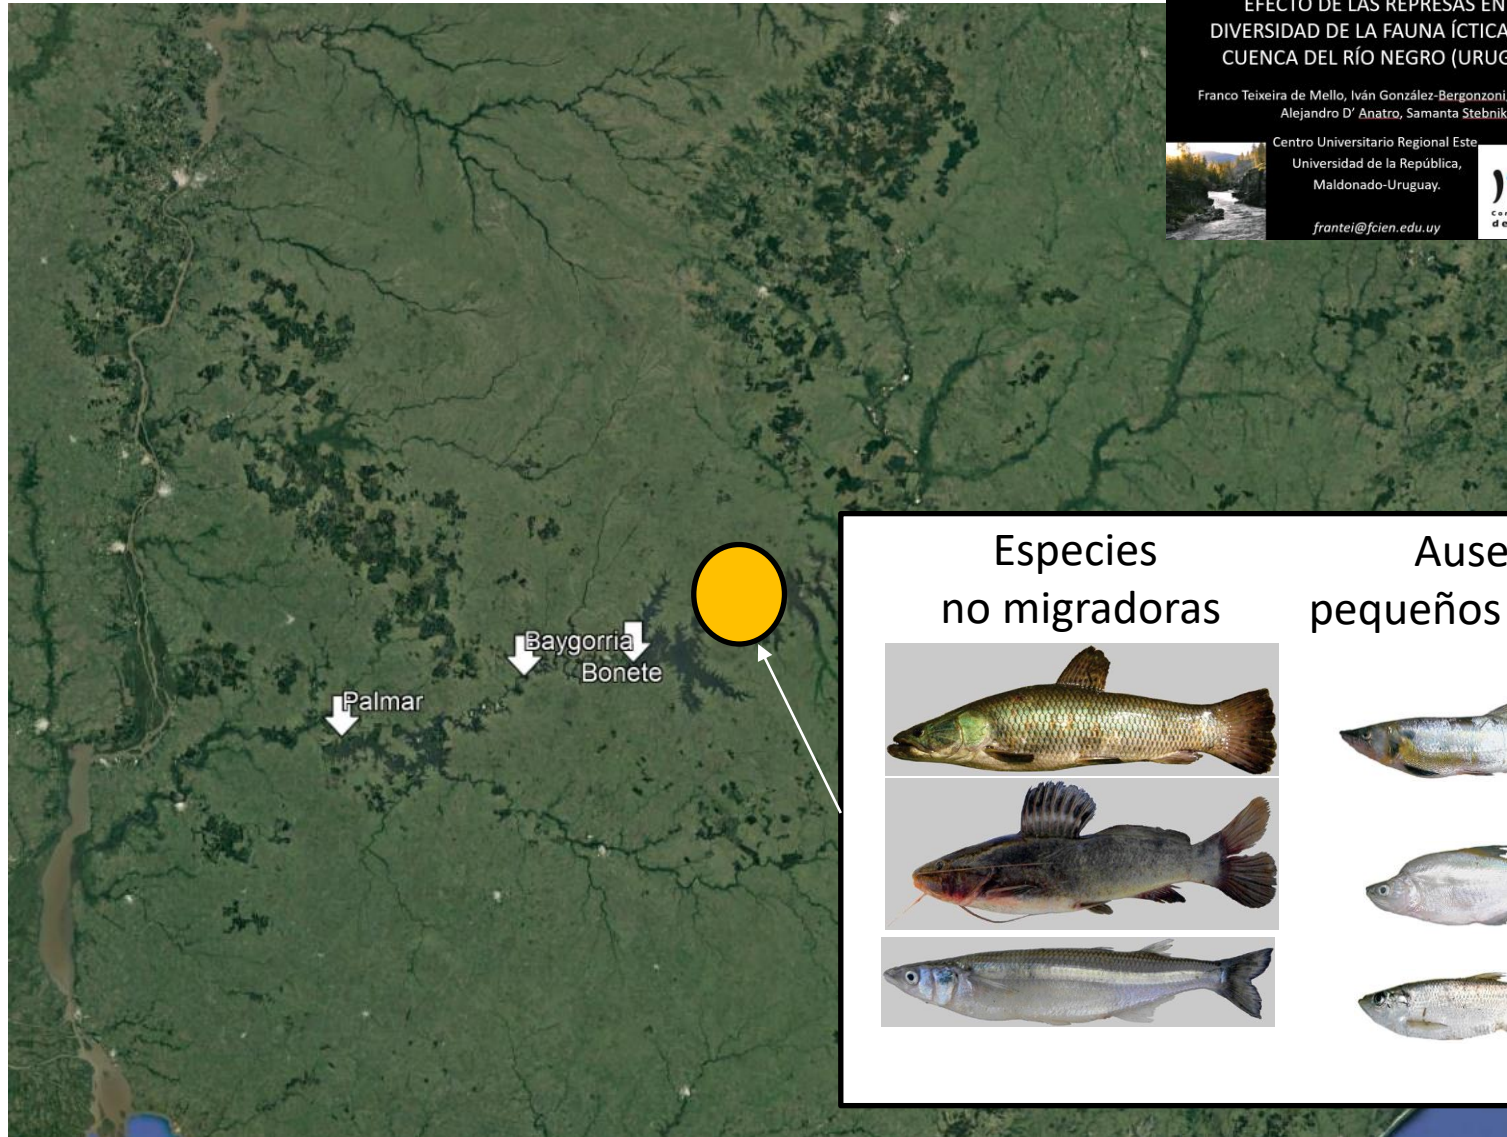 EFECTO DE LAS REPRESAS EN
DIVERSIDAD DE LA FAUNA ÍCTICA
CUENCA DEL RÍO NEGRO (URUG
Franco Teixeira de Mello, Iván González-Bergonzoni,
Alejandro D' Anatro, Samanta Stebnik
Centro Universitario Regional Este
Universidad de la República,
Maldonado-Uruguay.
frantei@fcien.edu.uy
Baygorria
Bonete
Palmar
Especies
no migradoras
Ause
pequeños